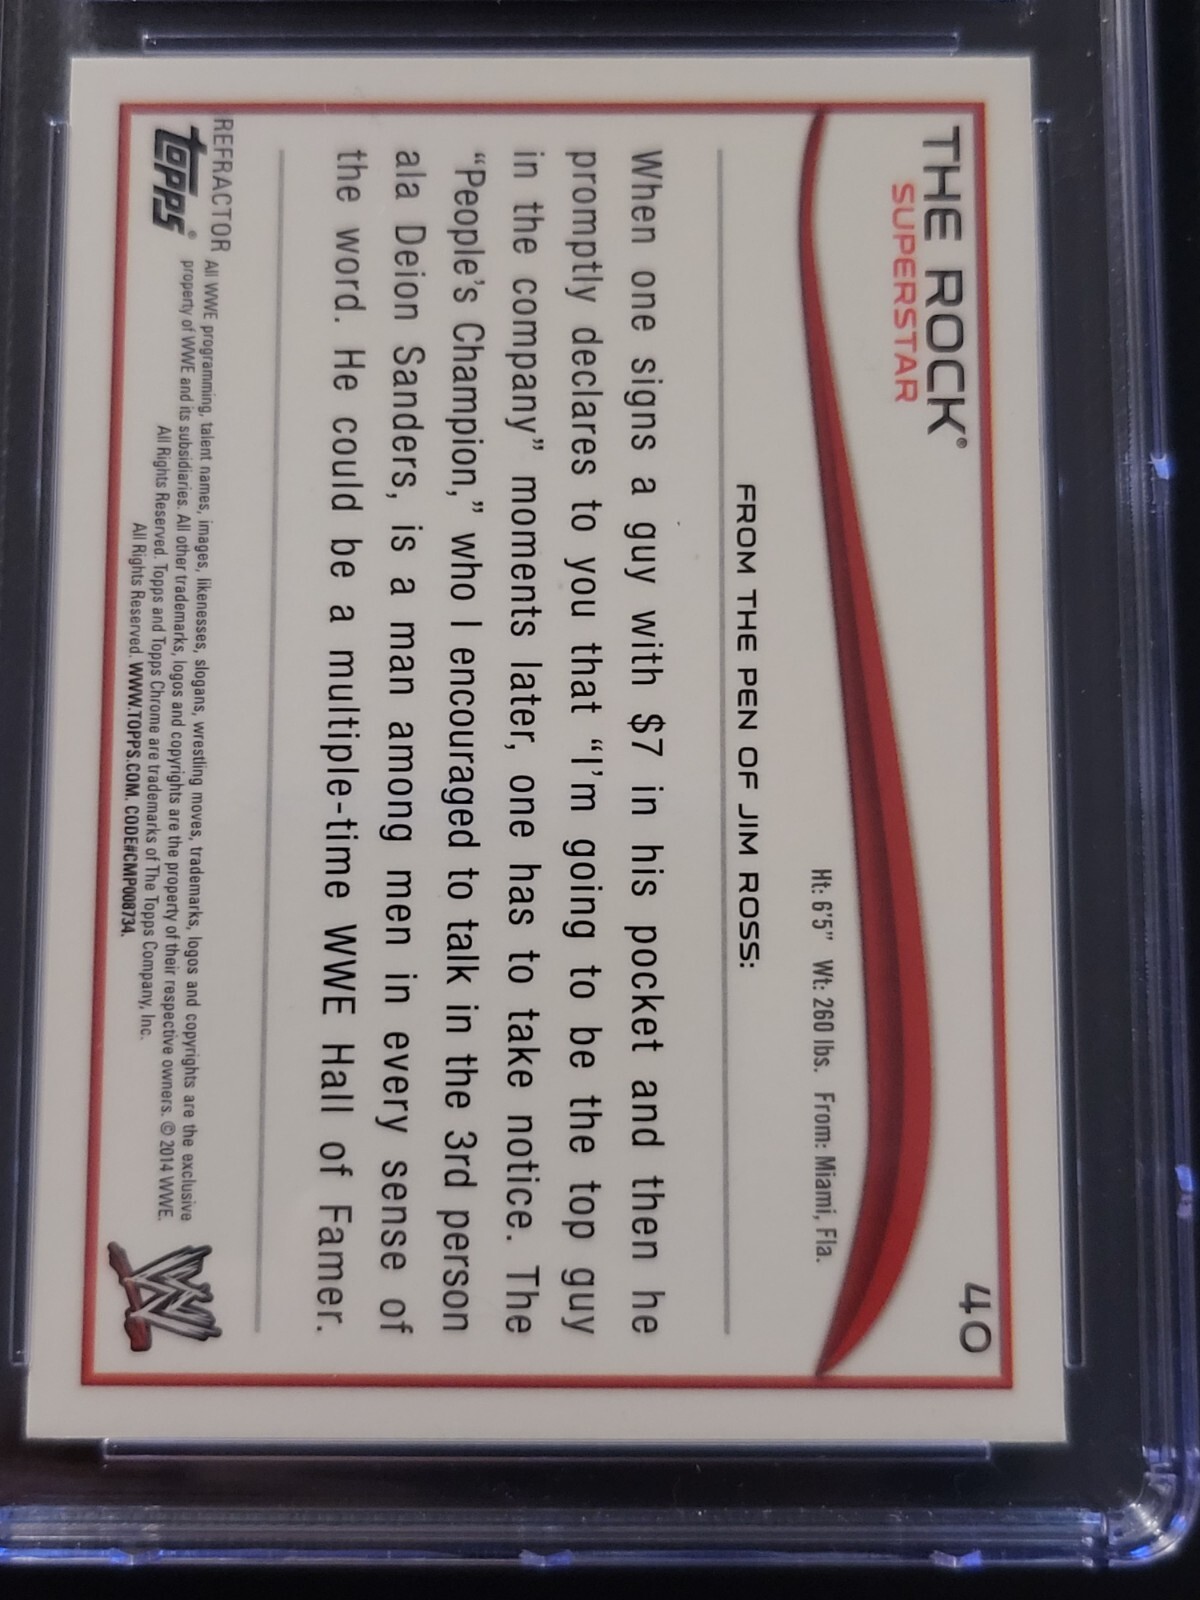 THE ROCK®
40
SUPERSTAR
Ht: 6'5" Wt: 260 lbs. From: Miami, Fla.
FROM THE PEN OF JIM ROSS:
When one signs a guy with $7 in his pocket and then he
promptly declares to you that “I'm going to be the top guy
in the company” moments later, one has to take notice. The
“People's Champion,” who I encouraged to talk in the 3rd person
ala Deion Sanders, is a man among men in every sense of
the word. He could be a multiple-time WWE Hall of Famer.
REFRACTOR
topps®
All WWE programming, talent names, images, likenesses, slogans, wrestling moves, trademarks, logos and copyrights are the exclusive
property of WWE and its subsidiaries. All other trademarks, logos and copyrights are the property of their respective owners. © 2014 WWE.
All Rights Reserved. Topps and Topps Chrome are trademarks of The Topps Company, Inc.
All Rights Reserved. WWW.TOPPS.COM. CODE#CMP008734.
W